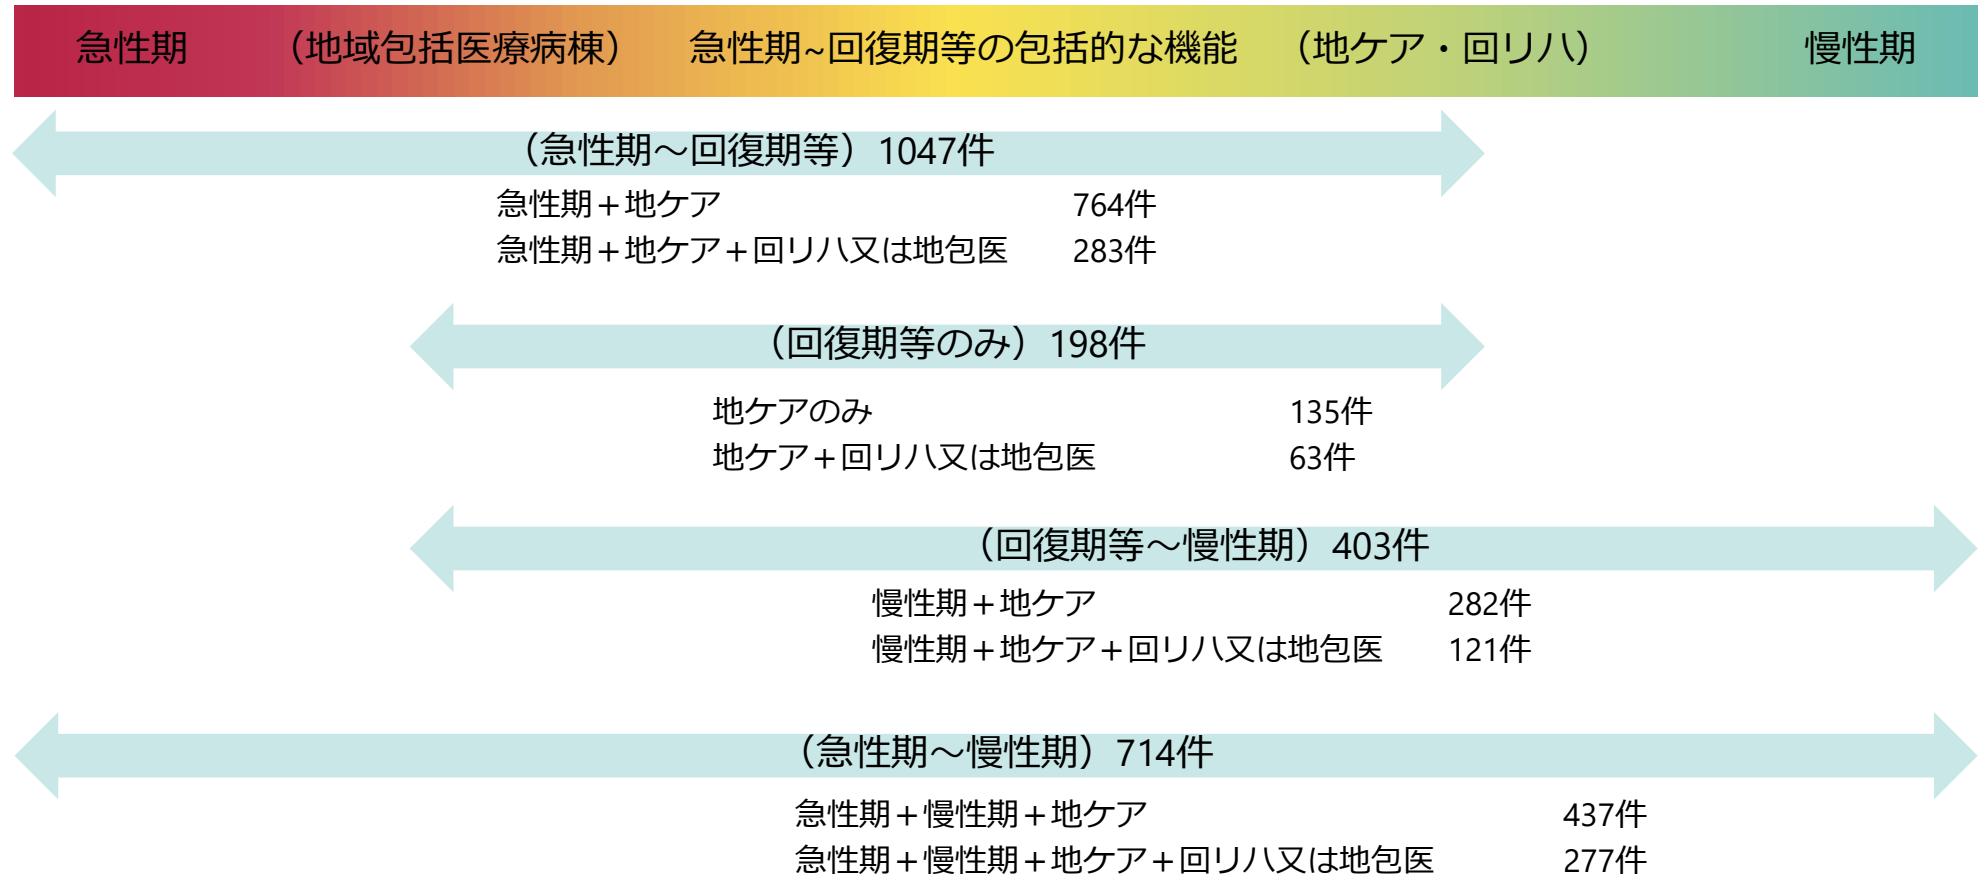 急性期 （地域包括医療病棟） 急性期~回復期等の包括的な機能 （地ケア・回リハ） 慢性期
（急性期～回復期等）1047件
急性期＋地ケア 764件
急性期＋地ケア＋回リハ又は地包医 283件
（回復期等のみ）198件
地ケアのみ 135件
地ケア＋回リハ又は地包医 63件
（回復期等～慢性期）403件
慢性期＋地ケア 282件
慢性期＋地ケア＋回リハ又は地包医 121件
（急性期～慢性期）714件
急性期＋慢性期＋地ケア 437件
急性期＋慢性期＋地ケア＋回リハ又は地包医 277件